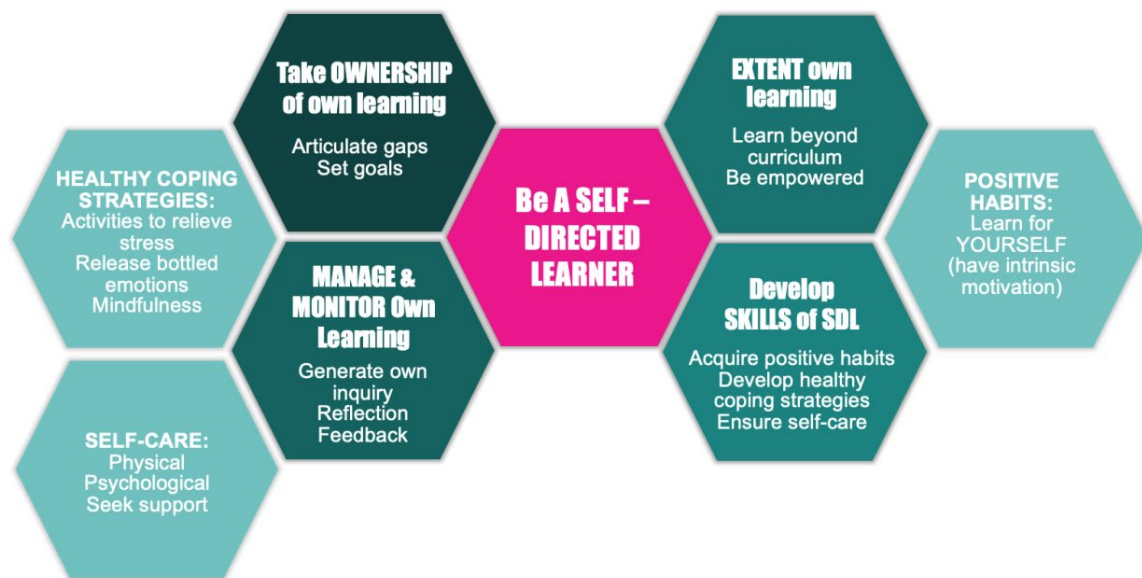 Take OWNERSHIP
of own learning
Articulate gaps
Set goals
EXTENT own
learning
Learn beyond
curriculum
Be empowered
HEALTHY COPING
STRATEGIES:
Activities to relieve
stress
Release bottled
emotions
Mindfulness
Be A SELF –
DIRECTED
LEARNER
POSITIVE
HABITS:
Learn for
YOURSELF
(have intrinsic
motivation)
MANAGE &
MONITOR Own
Learning
Generate own
inquiry
Reflection
Feedback
Develop
SKILLS of SDL
Acquire positive habits
Develop healthy
coping strategies
Ensure self-care
SELF-CARE:
Physical
Psychological
Seek support